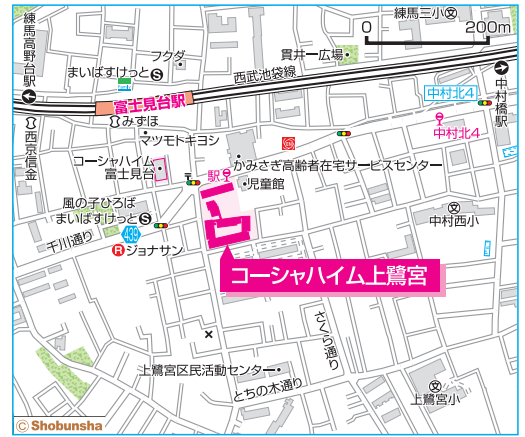 練馬高野台駅
フクダ
まいばすけっとS
0 200m
練馬三小文
貫井一広場
西武池袋線
富士見台駅
中村北4
中村橋駅
みずほ
西京信金
マツモトキヨシ
中村北4
コーシャハイム
富士見台
かみさぎ高齢者在宅サービスセンター
駅
児童館
風の子ひろば
まいばすけっとS
439
千川通り
Rジョナサン
文
中村西小
コーシャハイム上鷺宮
さくら通り
上鷺宮区民活動センター
とちの木通り
文
上鷺宮小
© Shobunsha